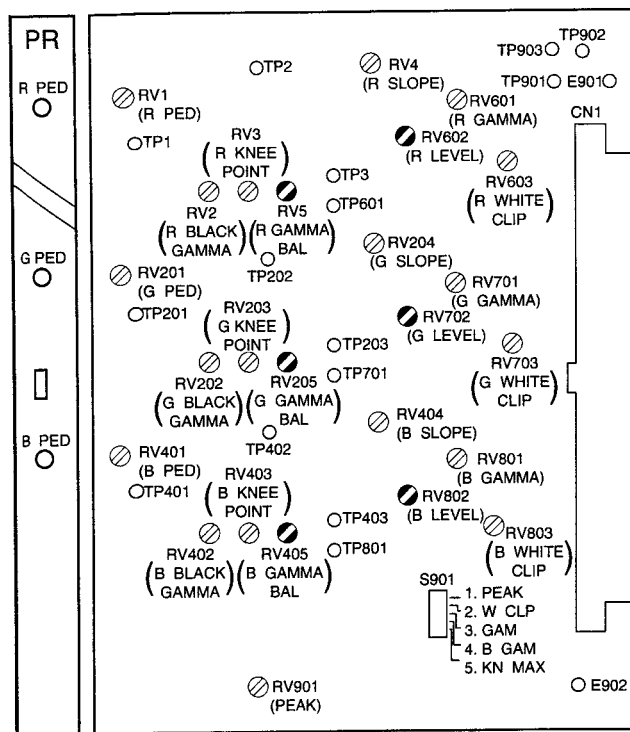 PR
R PED
G PED
B PED
TP2
RV4
(R SLOPE)
TP903
TP902
TP901
E901
RV1
(R PED)
RV601
(R GAMMA)
CN1
TP1
RV3
(R KNEE
POINT)
RV602
(R LEVEL)
TP3
RV603
(R WHITE
CLIP)
RV2
(R BLACK
GAMMA)
RV5
(R GAMMA
BAL)
TP601
TP202
RV204
(G SLOPE)
RV201
(G PED)
RV701
(G GAMMA)
TP201
RV203
(G KNEE
POINT)
RV702
(G LEVEL)
TP203
RV703
(G WHITE
CLIP)
RV202
(G BLACK
GAMMA)
RV205
(G GAMMA
BAL)
TP701
TP402
RV404
(B SLOPE)
RV401
(B PED)
RV801
(B GAMMA)
TP401
RV403
(B KNEE
POINT)
RV802
(B LEVEL)
TP403
RV803
(B WHITE
CLIP)
RV402
(B BLACK
GAMMA)
RV405
(B GAMMA
BAL)
TP801
S901
1. PEAK
2. W CLP
3. GAM
4. B GAM
5. KN MAX
RV901
(PEAK)
E902